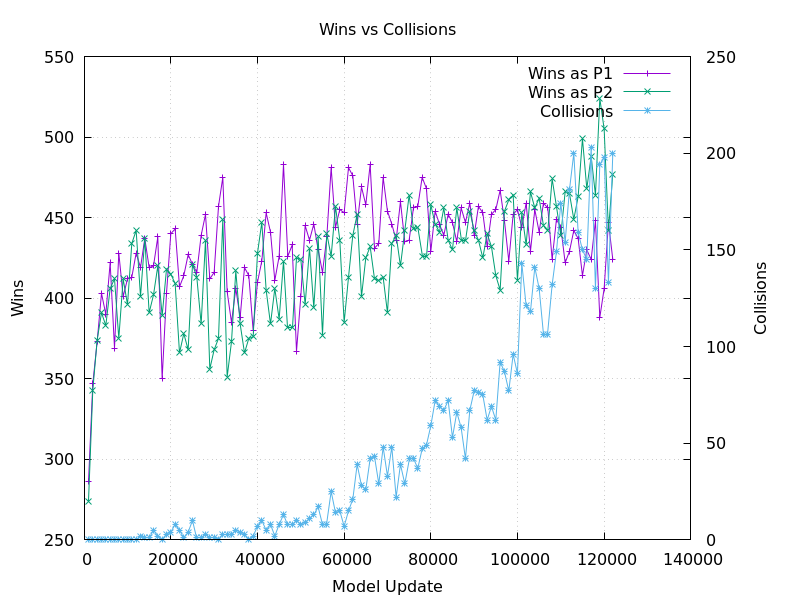 Wins vs Collisions
550
500
450
400
350
300
250
250
200
150
100
50
0
0 20000 40000 60000 80000 100000 120000 140000
Wins
Collisions
Model Update
Wins as P1
Wins as P2
Collisions